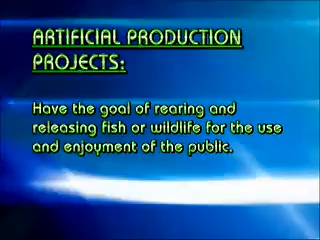 ARTIFICIAL PRODUCTION
PROJECTS:
Have the goal of rearing and
releasing fish or wildlife for the use
and enjoyment of the public.